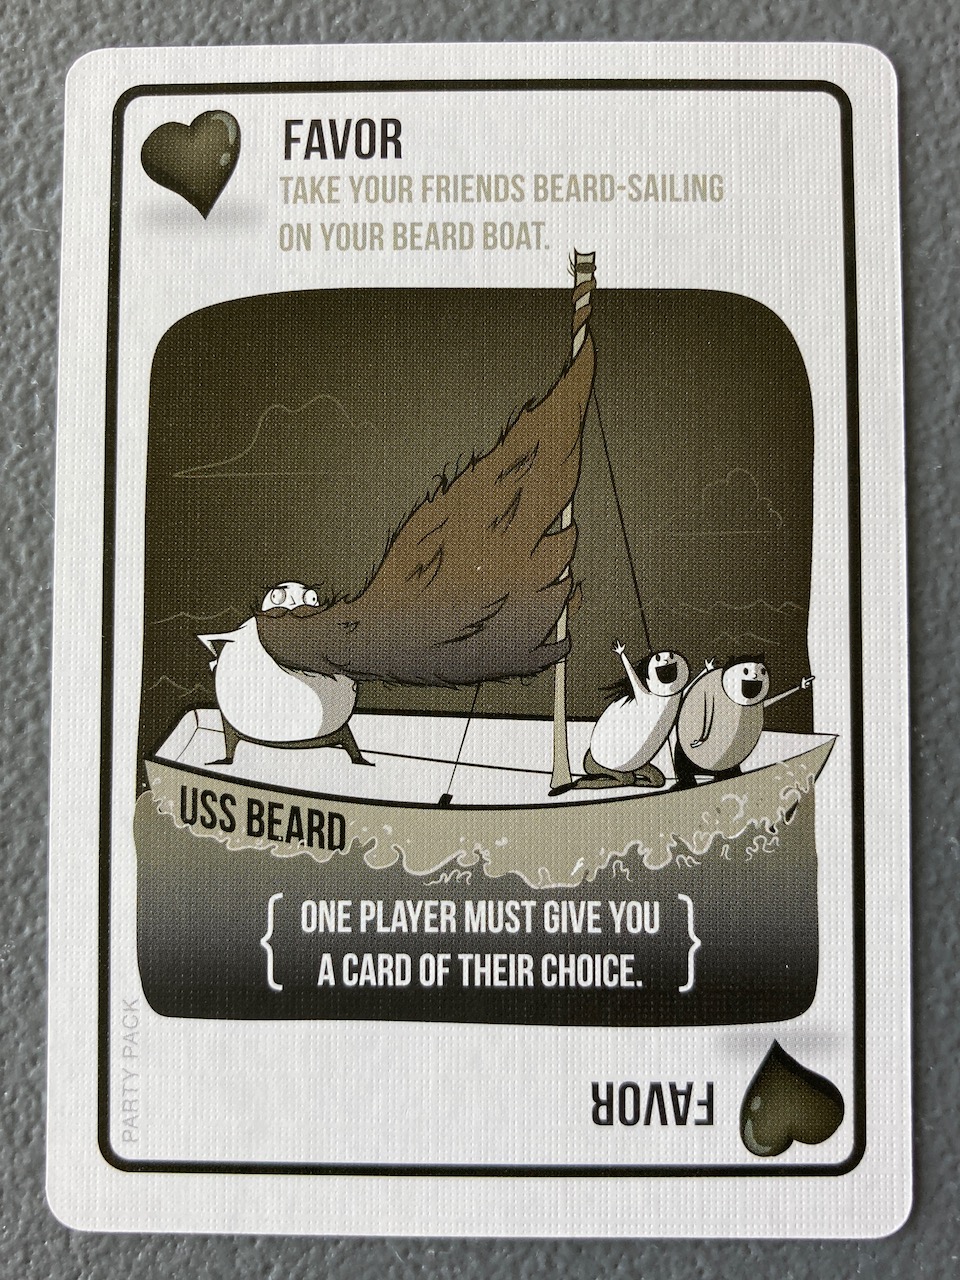 FAVOR
TAKE YOUR FRIENDS BEARD-SAILING
ON YOUR BEARD BOAT.
USS BEARD
{ ONE PLAYER MUST GIVE YOU
A CARD OF THEIR CHOICE. }
PARTY PACK
FAVOR